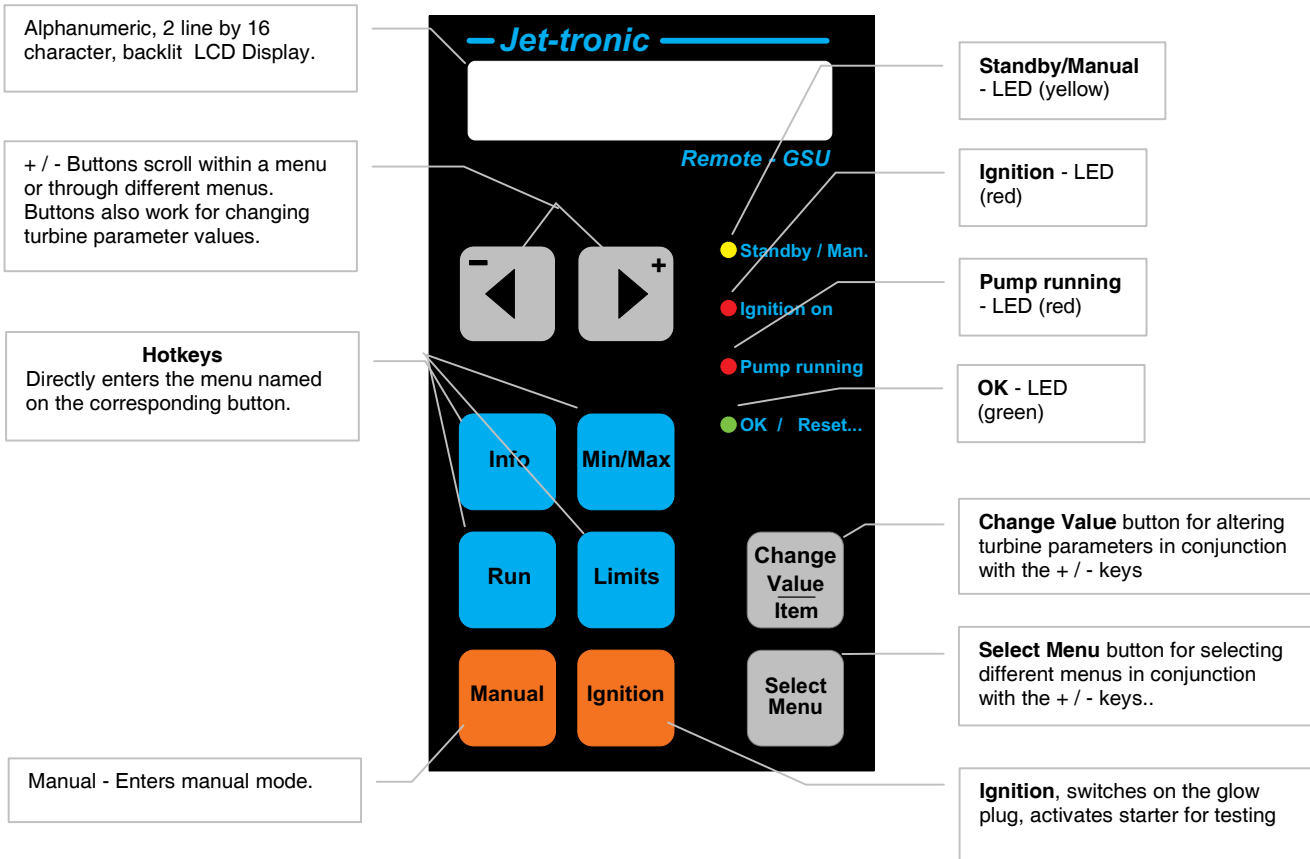 Alphanumeric, 2 line by 16
character, backlit LCD Display.
+ / - Buttons scroll within a menu
or through different menus.
Buttons also work for changing
turbine parameter values.
Hotkeys
Directly enters the menu named
on the corresponding button.
Manual - Enters manual mode.
Jet-tronic
Remote - GSU
-
+
Standby / Man.
Ignition on
Pump running
OK / Reset...
Info
Min/Max
Run
Limits
Change
Value
Item
Manual
Ignition
Select
Menu
Standby/Manual
- LED (yellow)
Ignition - LED
(red)
Pump running
- LED (red)
OK - LED
(green)
Change Value button for altering
turbine parameters in conjunction
with the + / - keys
Select Menu button for selecting
different menus in conjunction
with the + / - keys..
Ignition, switches on the glow
plug, activates starter for testing